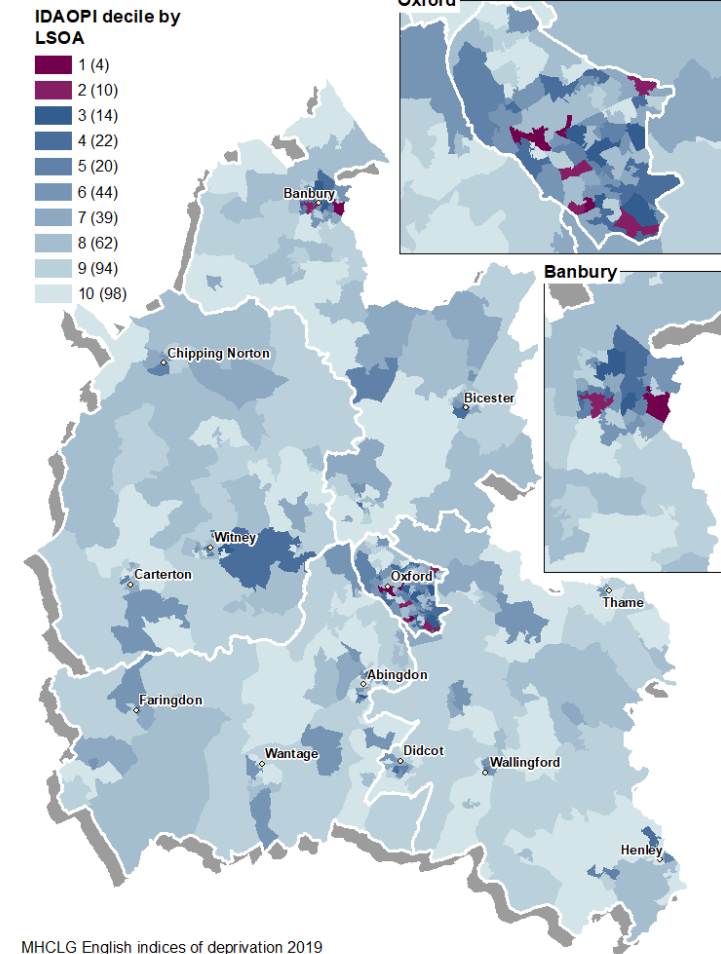 IDAOPI decile by
LSOA
1 (4)
2 (10)
3 (14)
4 (22)
5 (20)
6 (44)
7 (39)
8 (62)
9 (94)
10 (98)
Oxford
Banbury
Banbury
Chipping Norton
Bicester
Witney
Carterton
Oxford
Thame
Abingdon
Faringdon
Wantage
Didcot
Wallingford
Henley
MHCLG English indices of deprivation 2019